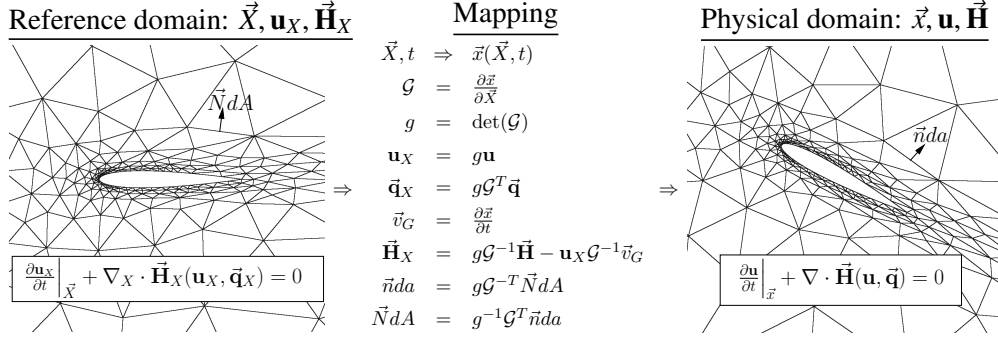 Reference domain: $\vec{X}, \mathbf{u}_X, \vec{\mathbf{H}}_X$
$\vec{N}dA$
$\left.\frac{\partial \mathbf{u}_X}{\partial t}\right|_{\vec{X}} + \nabla_X \cdot \vec{\mathbf{H}}_X(\mathbf{u}_X, \vec{\mathbf{q}}_X) = 0$
⇒
Mapping
$\vec{X}, t \Rightarrow \vec{x}(\vec{X}, t)$
$\mathcal{G} = \frac{\partial \vec{x}}{\partial \vec{X}}$
$g = \det(\mathcal{G})$
$\mathbf{u}_X = g\mathbf{u}$
$\vec{\mathbf{q}}_X = g\mathcal{G}^T\vec{\mathbf{q}}$
$\vec{v}_G = \frac{\partial \vec{x}}{\partial t}$
$\vec{\mathbf{H}}_X = g\mathcal{G}^{-1}\vec{\mathbf{H}} - \mathbf{u}_X\mathcal{G}^{-1}\vec{v}_G$
$\vec{n}da = g\mathcal{G}^{-T}\vec{N}dA$
$\vec{N}dA = g^{-1}\mathcal{G}^T\vec{n}da$
⇒
Physical domain: $\vec{x}, \mathbf{u}, \vec{\mathbf{H}}$
$\vec{n}da$
$\left.\frac{\partial \mathbf{u}}{\partial t}\right|_{\vec{x}} + \nabla \cdot \vec{\mathbf{H}}(\mathbf{u}, \vec{\mathbf{q}}) = 0$